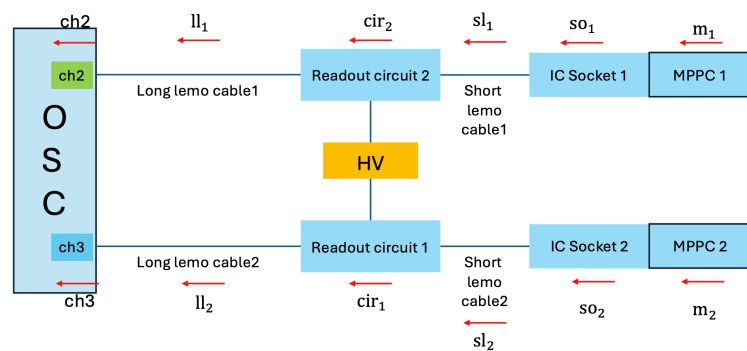 ch2
ll₁
cir₂
sl₁
so₁
m₁
ch2
Readout circuit 2
IC Socket 1
MPPC 1
Long lemo cable1
Short
lemo
cable1
O
S
C
HV
ch3
Readout circuit 1
IC Socket 2
MPPC 2
Long lemo cable2
Short
lemo
cable2
ch3
ll₂
cir₁
sl₂
so₂
m₂